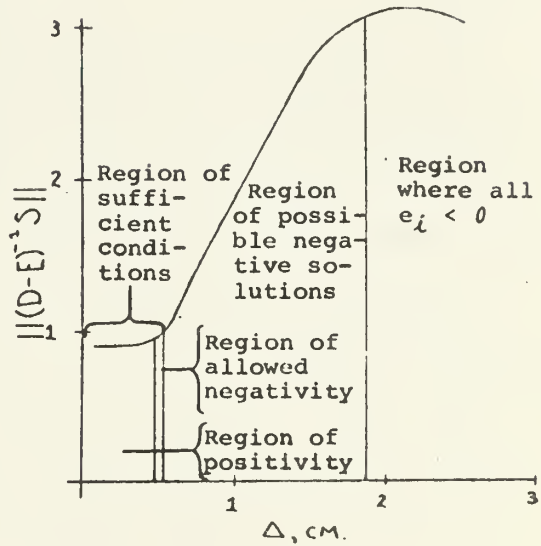 3
2
1
||(D-E)⁻¹S||
Region of
suffi-
cient
condi-
tions
Region
of possi-
ble nega-
tive so-
lutions
Region
where all
e_i < 0
Region of
allowed
negativity
Region of
positivity
1
2
3
Δ, CM.